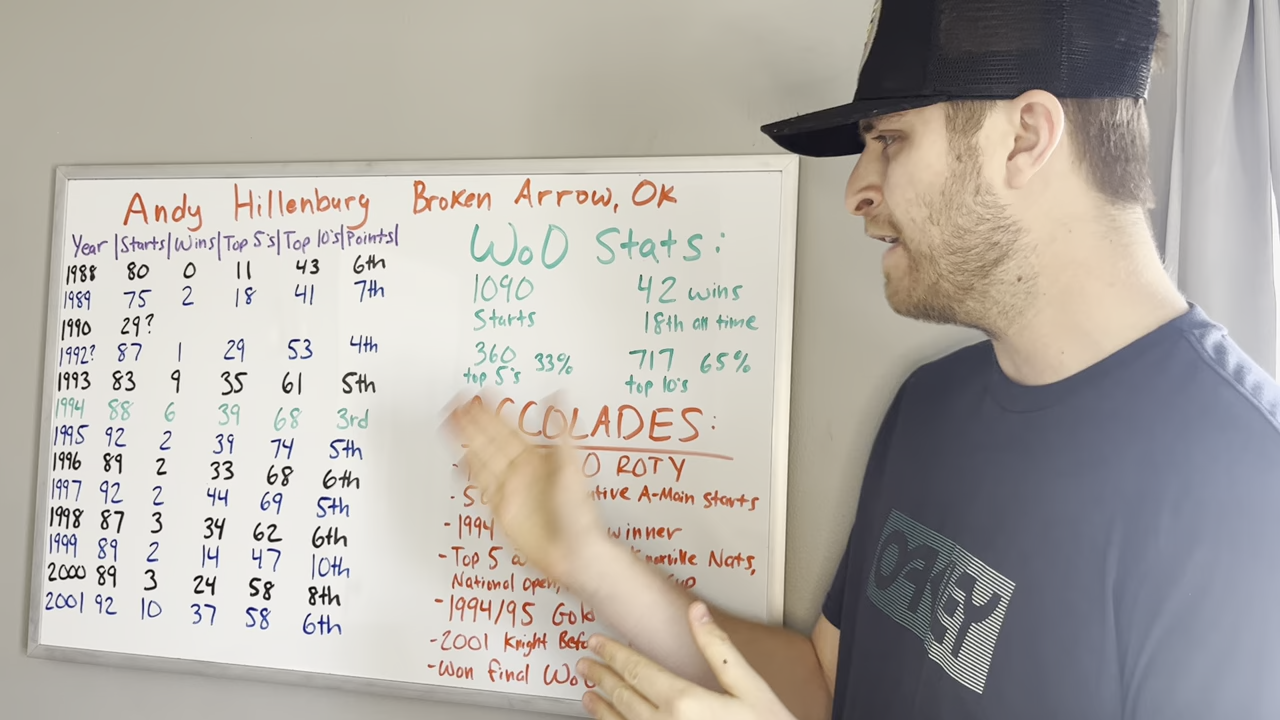 Andy Hillenburg Broken Arrow, OK
Year | Starts | Wins | Top 5's | Top 10's | Points |
1988 80 0 11 43 6th
1989 75 2 18 41 7th
1990 29?
1992? 87 1 29 53 4th
1993 83 9 35 61 5th
1994 88 6 39 68 3rd
1995 92 2 39 74 5th
1996 89 2 33 68 6th
1997 92 2 44 69 5th
1998 87 3 34 62 6th
1999 89 2 14 47 10th
2000 89 3 24 58 8th
2001 92 10 37 58 6th
WoO Stats:
1090 42 wins
Starts 18th all time
360 33% 717 65%
top 5's top 10's
ACCOLADES:
ROTY
A-Main starts
-1994 winner
-Top 5 Knoxville Nats,
National Open,
-1994/95 Gold
-2001 Knight
-Won final WoO
OAKLEY